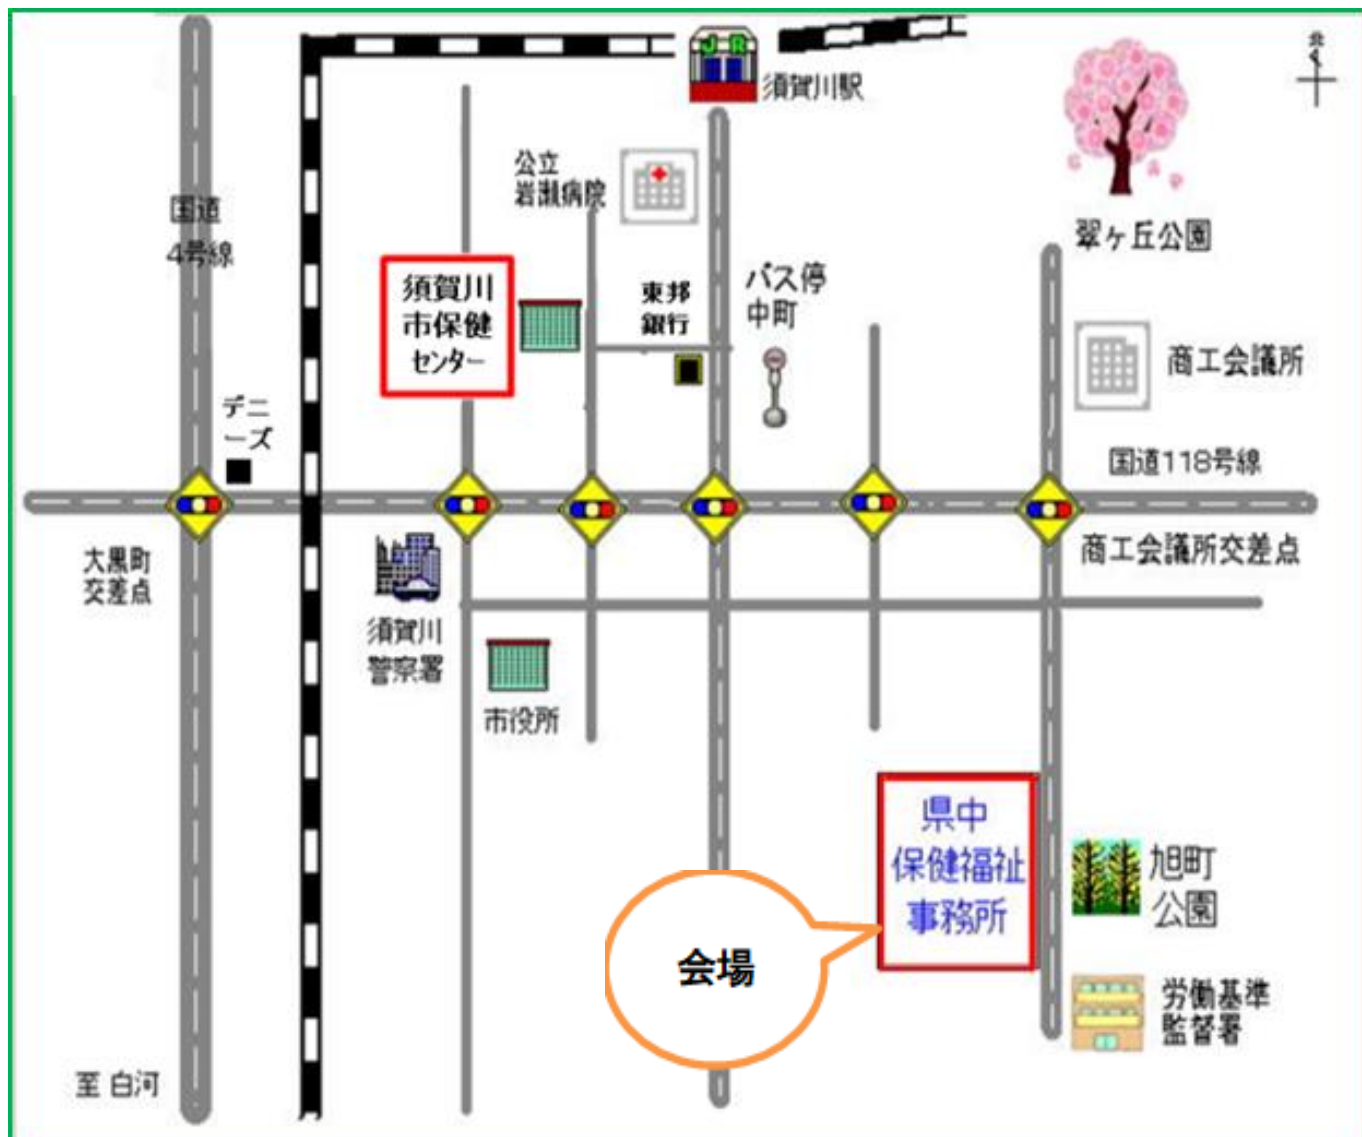 北
JR
須賀川駅
公立
岩瀬病院
国道
4号線
翠ヶ丘公園
須賀川
市保健
センター
東邦
銀行
バス停
中町
商工会議所
デニ
ーズ
国道118号線
大黒町
交差点
商工会議所交差点
須賀川
警察署
市役所
県中
保健福祉
事務所
旭町
公園
会場
労働基準
監督署
至 白河